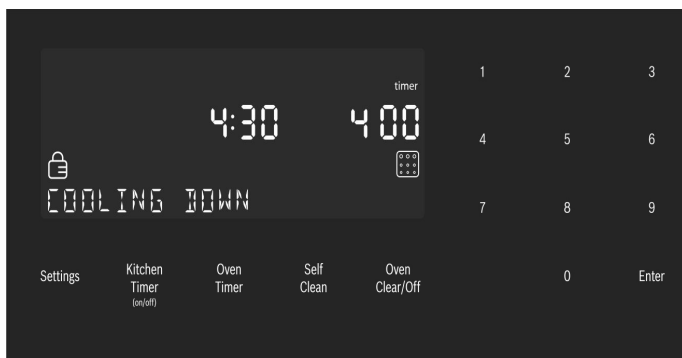 timer
4:30 400
COOLING DOWN
Settings
Kitchen
Timer
(on/off)
Oven
Timer
Self
Clean
Oven
Clear/Off
1 2 3
4 5 6
7 8 9
0 Enter